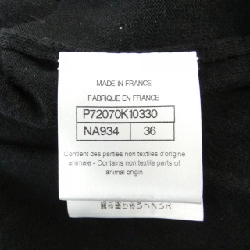 MADE IN FRANCE
FABRIQUE EN FRANCE
P72070K10330
NA934 36
Contient des parties non textiles d'origine
animale - Contains non textile parts of
animal origin